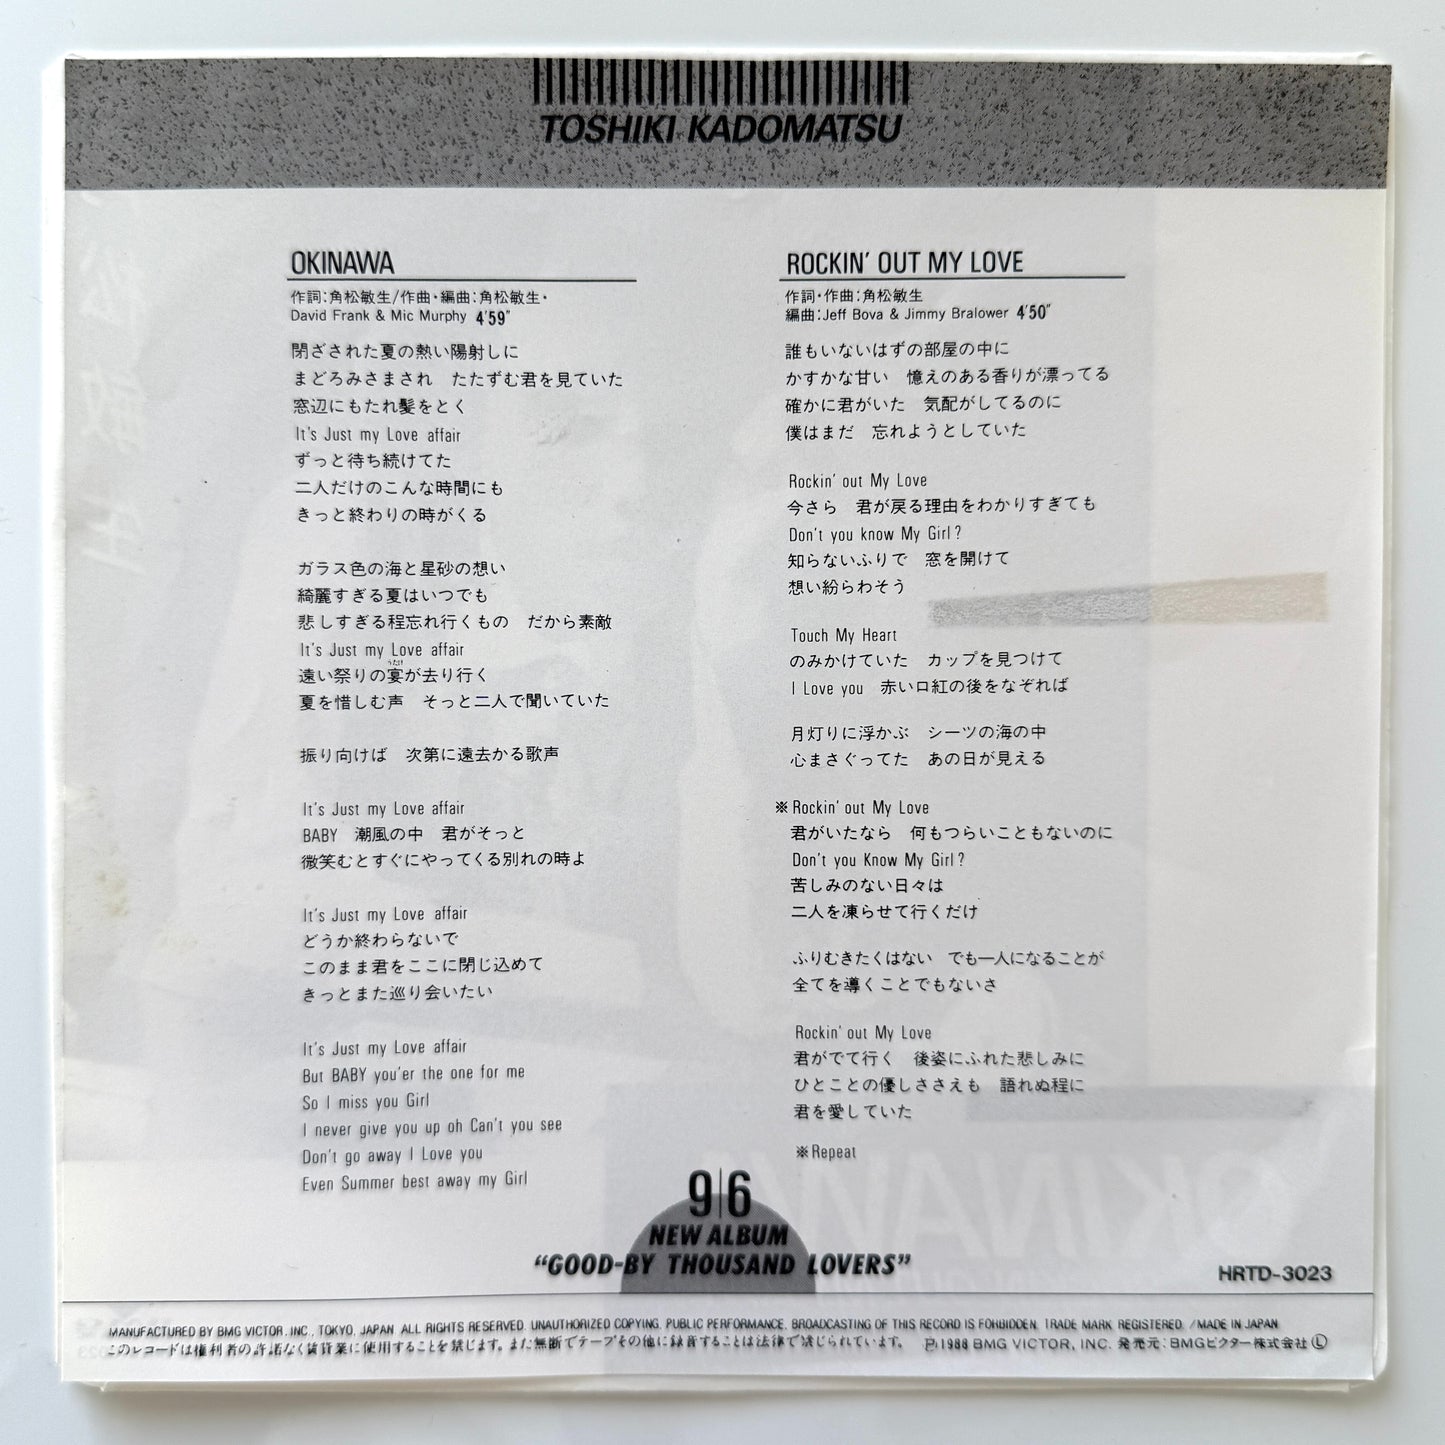 TOSHIKI KADOMATSU
OKINAWA
作詞:角松敏生/作曲・編曲:角松敏生・
David Frank & Mic Murphy 4'59"
閉ざされた夏の熱い陽射しに
まどろみさまされ　たたずむ君を見ていた
窓辺にもたれ髪をとく
It's Just my Love affair
ずっと待ち続けてた
二人だけのこんな時間にも
きっと終わりの時がくる
ガラス色の海と星砂の想い
綺麗すぎる夏はいつでも
悲しすぎる程忘れ行くもの　だから素敵
It's Just my Love affair
うたげ
遠い祭りの宴が去り行く
夏を惜しむ声　そっと二人で聞いていた
振り向けば　次第に遠去かる歌声
It's Just my Love affair
BABY　潮風の中　君がそっと
微笑むとすぐにやってくる別れの時よ
It's Just my Love affair
どうか終わらないで
このまま君をここに閉じ込めて
きっとまた巡り会いたい
It's Just my Love affair
But BABY you'er the one for me
So I miss you Girl
I never give you up oh Can't you see
Don't go away I Love you
Even Summer best away my Girl
ROCKIN' OUT MY LOVE
作詞・作曲:角松敏生
編曲:Jeff Bova & Jimmy Bralower 4'50"
誰もいないはずの部屋の中に
かすかな甘い　憶えのある香りが漂ってる
確かに君がいた　気配がしてるのに
僕はまだ　忘れようとしていた
Rockin' out My Love
今さら　君が戻る理由をわかりすぎても
Don't you know My Girl?
知らないふりで　窓を開けて
想い紛らわそう
Touch My Heart
のみかけていた　カップを見つけて
I Love you　赤い口紅の後をなぞれば
月灯りに浮かぶ　シーツの海の中
心まさぐってた　あの日が見える
※Rockin' out My Love
君がいたなら　何もつらいこともないのに
Don't you Know My Girl?
苦しみのない日々は
二人を凍らせて行くだけ
ふりむきたくはない　でも一人になることが
全てを導くことでもないさ
Rockin' out My Love
君がでて行く　後姿にふれた悲しみに
ひとことの優しささえも　語れぬ程に
君を愛していた
※Repeat
9|6
NEW ALBUM
"GOOD-BY THOUSAND LOVERS"
HRTD-3023
MANUFACTURED BY BMG VICTOR, INC., TOKYO, JAPAN. ALL RIGHTS RESERVED. UNAUTHORIZED COPYING, PUBLIC PERFORMANCE, BROADCASTING OF THIS RECORD IS FORBIDDEN. TRADE MARK REGISTERED. / MADE IN JAPAN
このレコードは権利者の許諾なく賃貸業に使用することを禁じます。また無断でテープその他に録音することは法律で禁じられています。 ℗1988 BMG VICTOR, INC. 発売元:BMGビクター株式会社 Ⓛ